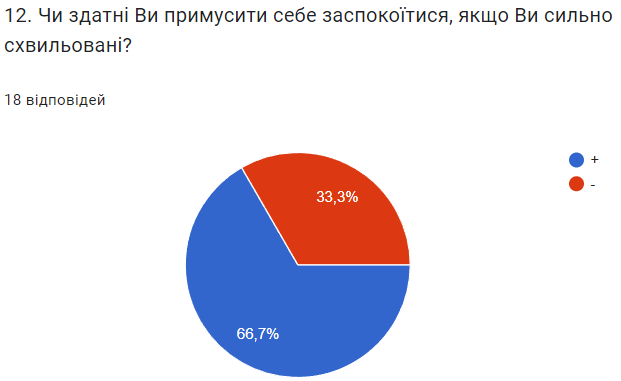 12. Чи здатні Ви примусити себе заспокоїтися, якщо Ви сильно
схвильовані?
18 відповідей
+
-
33,3%
66,7%